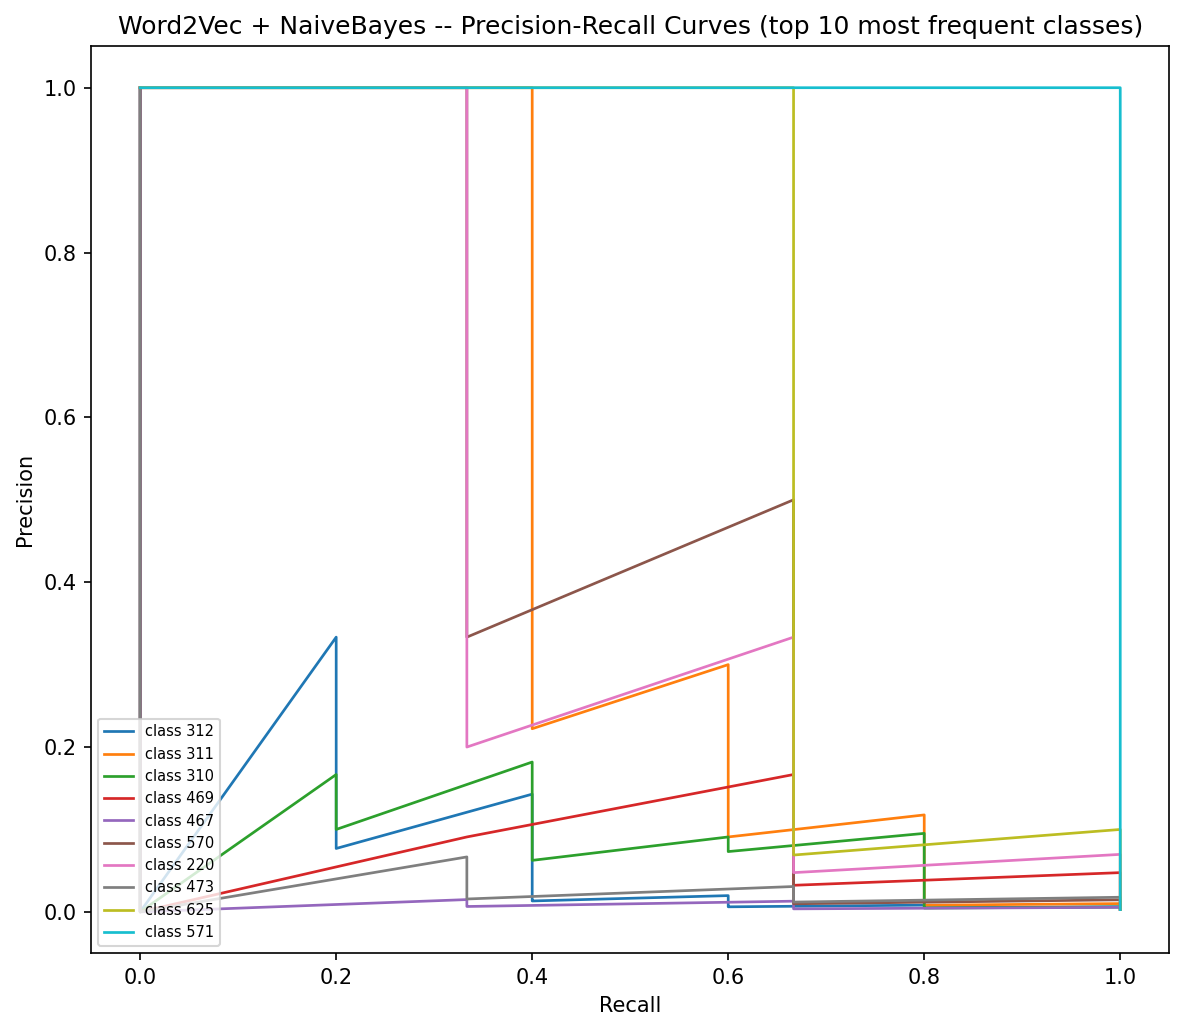 Word2Vec + NaiveBayes -- Precision-Recall Curves (top 10 most frequent classes)
1.0
0.8
0.6
0.4
0.2
0.0
Precision
class 312
class 311
class 310
class 469
class 467
class 570
class 220
class 473
class 625
class 571
0.0 0.2 0.4 0.6 0.8 1.0
Recall